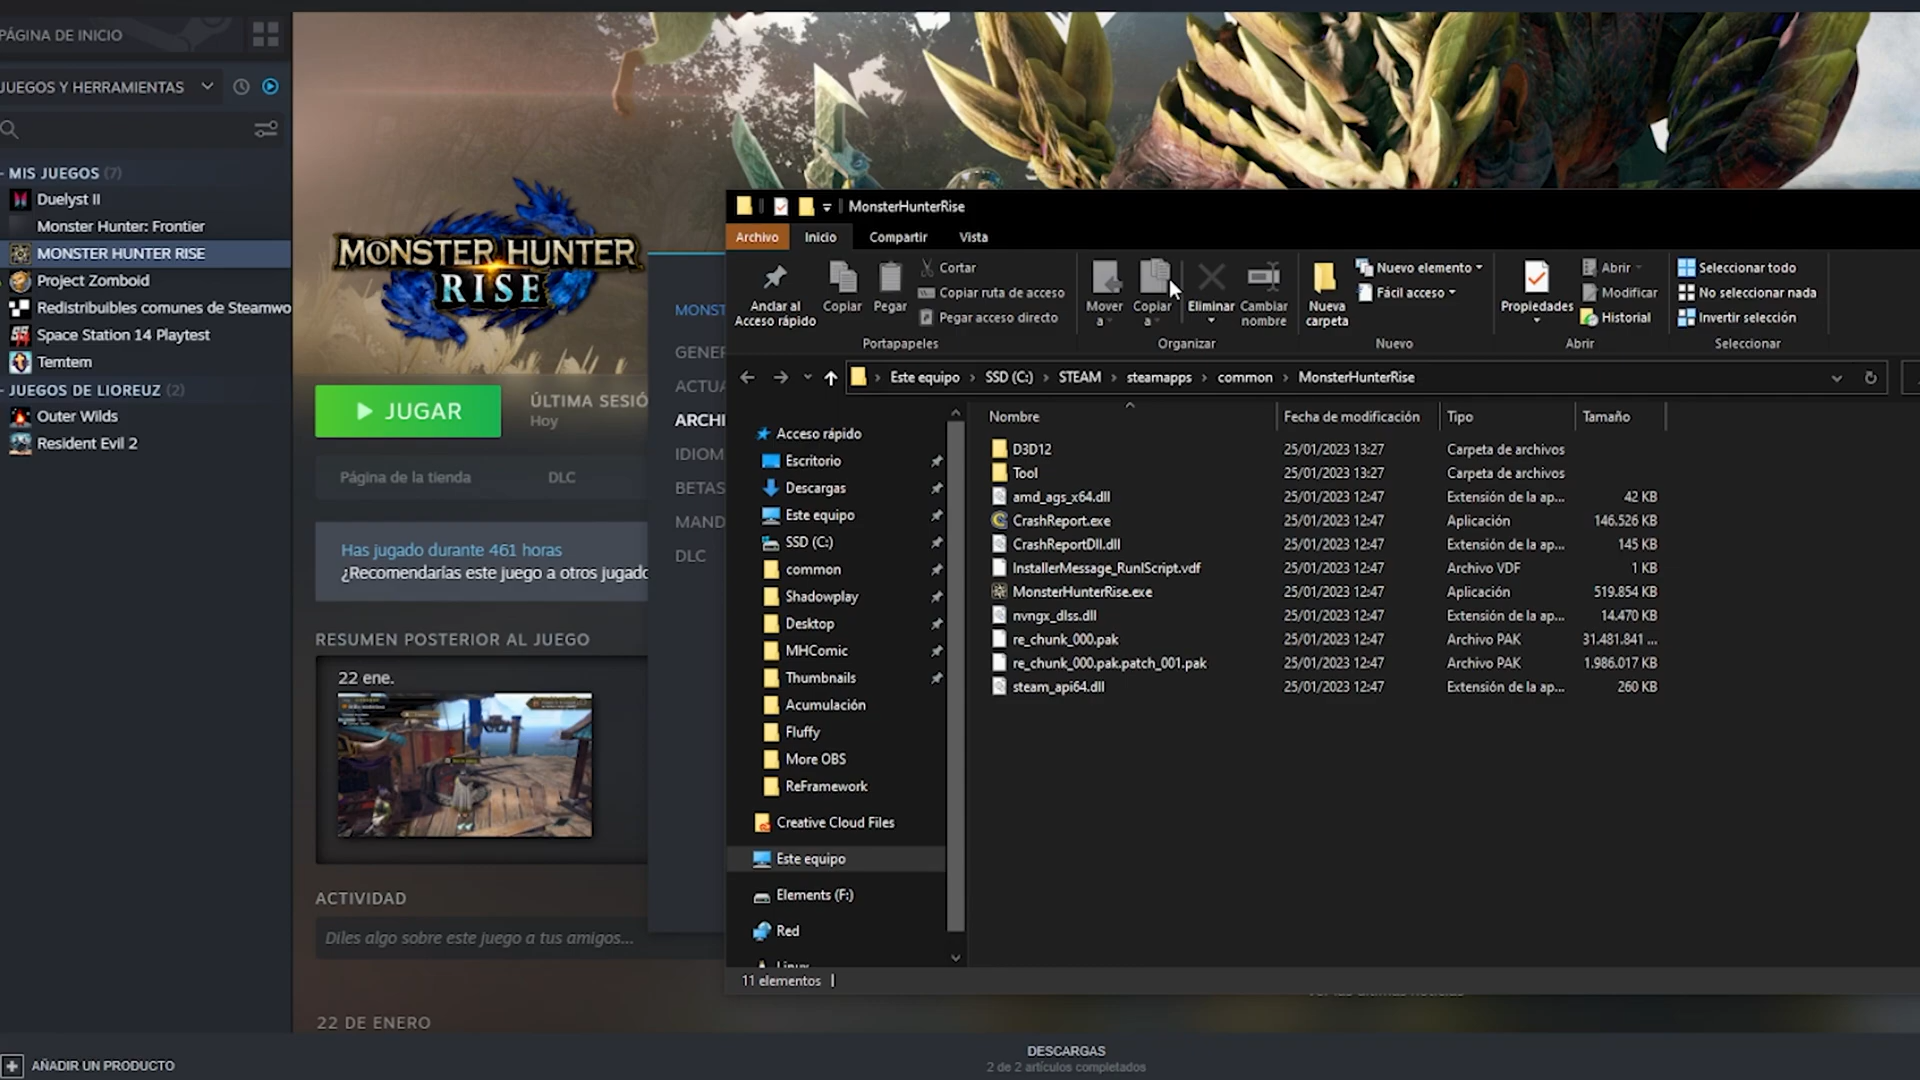 PÁGINA DE INICIO
JUEGOS Y HERRAMIENTAS
- MIS JUEGOS (7)
Duelyst II
Monster Hunter: Frontier
MONSTER HUNTER RISE
Project Zomboid
Redistribuibles comunes de Steamwo
Space Station 14 Playtest
Temtem
- JUEGOS DE LIOREUZ (2)
Outer Wilds
Resident Evil 2
AÑADIR UN PRODUCTO
MONSTER HUNTER
RISE
JUGAR
ÚLTIMA SESIÓ
Hoy
Página de la tienda
DLC
Has jugado durante 461 horas
¿Recomendarías este juego a otros jugado
RESUMEN POSTERIOR AL JUEGO
22 ene.
ACTIVIDAD
Diles algo sobre este juego a tus amigos...
22 DE ENERO
MONST
GENER
ACTUA
ARCHI
IDIOM
BETAS
MAND
DLC
MonsterHunterRise
Archivo Inicio Compartir Vista
Anclar al
Acceso rápido
Copiar
Pegar
Cortar
Copiar ruta de acceso
Pegar acceso directo
Portapapeles
Mover
a
Copiar
a
Eliminar
Cambiar
nombre
Organizar
Nueva
carpeta
Nuevo elemento
Fácil acceso
Nuevo
Propiedades
Abrir
Modificar
Historial
Abrir
Seleccionar todo
No seleccionar nada
Invertir selección
Seleccionar
Este equipo › SSD (C:) › STEAM › steamapps › common › MonsterHunterRise
Acceso rápido
Escritorio
Descargas
Este equipo
SSD (C:)
common
Shadowplay
Desktop
MHComic
Thumbnails
Acumulación
Fluffy
More OBS
ReFramework
Creative Cloud Files
Este equipo
Elements (F:)
Red
Linux
Nombre Fecha de modificación Tipo Tamaño
D3D12 25/01/2023 13:27 Carpeta de archivos
Tool 25/01/2023 13:27 Carpeta de archivos
amd_ags_x64.dll 25/01/2023 12:47 Extensión de la ap... 42 KB
CrashReport.exe 25/01/2023 12:47 Aplicación 146.526 KB
CrashReportDll.dll 25/01/2023 12:47 Extensión de la ap... 145 KB
InstallerMessage_RunIScript.vdf 25/01/2023 12:47 Archivo VDF 1 KB
MonsterHunterRise.exe 25/01/2023 12:47 Aplicación 519.854 KB
nvngx_dlss.dll 25/01/2023 12:47 Extensión de la ap... 14.470 KB
re_chunk_000.pak 25/01/2023 12:47 Archivo PAK 31.481.841 ...
re_chunk_000.pak.patch_001.pak 25/01/2023 12:47 Archivo PAK 1.986.017 KB
steam_api64.dll 25/01/2023 12:47 Extensión de la ap... 260 KB
11 elementos
DESCARGAS
2 de 2 artículos completados